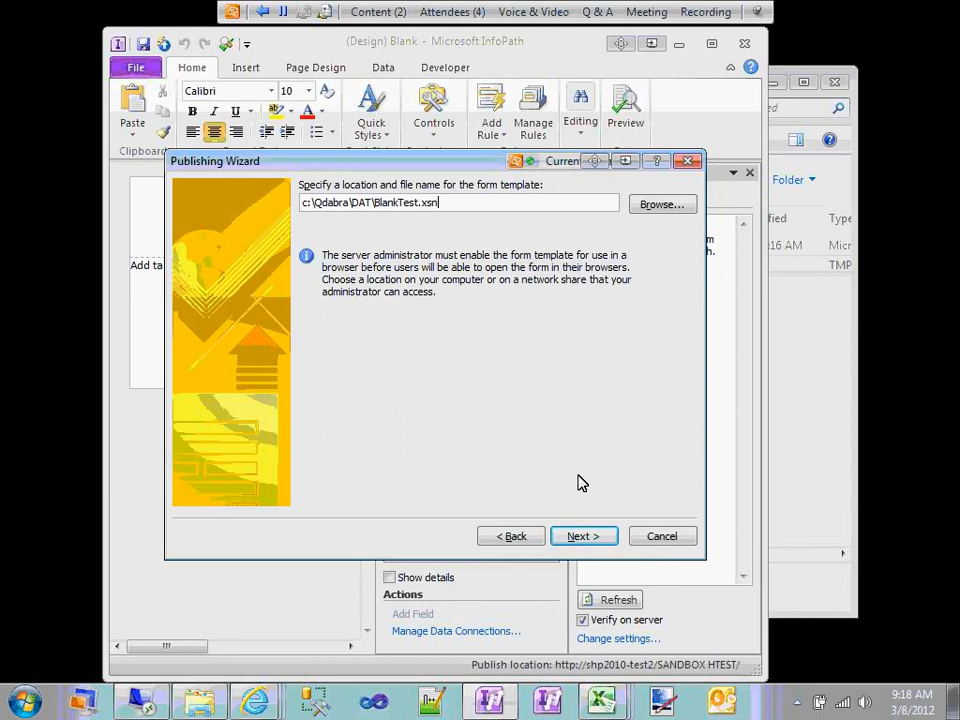 Content (2) Attendees (4) Voice & Video Q & A Meeting Recording
(Design) Blank - Microsoft InfoPath
File Home Insert Page Design Data Developer
Calibri 10
B I U A
Paste
Quick Styles
Controls
Add Rule
Manage Rules
Editing
Preview
Clipboard
Publishing Wizard
Curren
Specify a location and file name for the form template:
c:\Qdabra\DAT\BlankTest.xsn
Browse...
The server administrator must enable the form template for use in a
browser before users will be able to open the form in their browsers.
Choose a location on your computer or on a network share that your
administrator can access.
< Back Next > Cancel
Add ta
Folder
:16 AM
TMP
Show details
Actions
Add Field
Manage Data Connections...
Refresh
Verify on server
Change settings...
Publish location: http://shp2010-test2/SANDBOX HTEST/
9:18 AM
3/8/2012